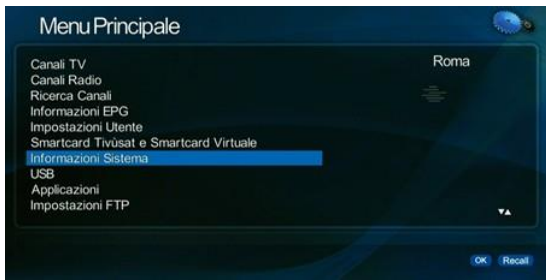 Menu Principale
Canali TV
Roma
Canali Radio
Ricerca Canali
Informazioni EPG
Impostazioni Utente
Smartcard Tivùsat e Smartcard Virtuale
Informazioni Sistema
USB
Applicazioni
Impostazioni FTP
OK Recall